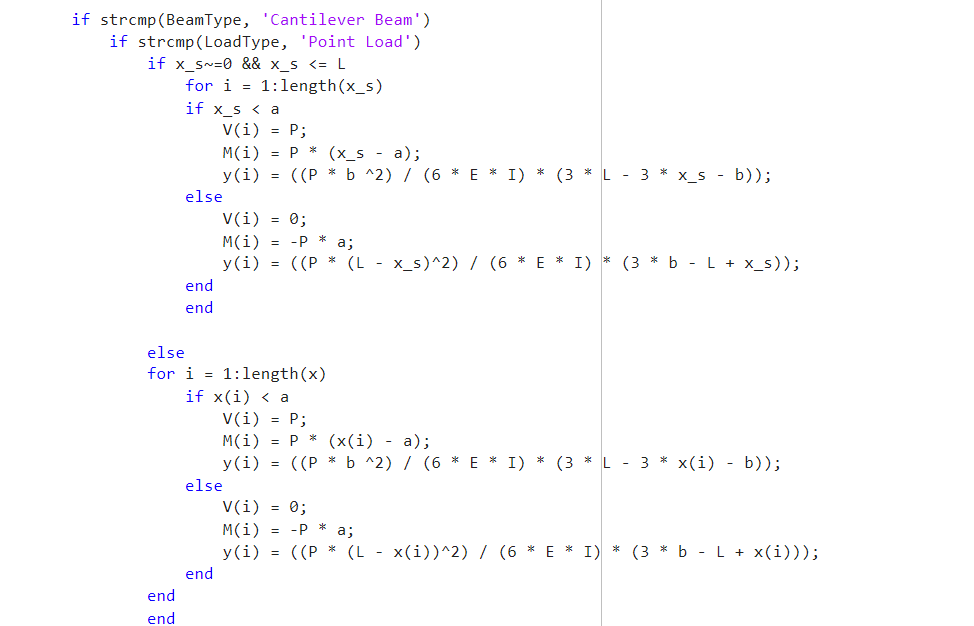 if strcmp(BeamType, 'Cantilever Beam')
if strcmp(LoadType, 'Point Load')
if x_s~=0 && x_s <= L
for i = 1:length(x_s)
if x_s < a
V(i) = P;
M(i) = P * (x_s - a);
y(i) = ((P * b ^2) / (6 * E * I) * (3 * L - 3 * x_s - b));
else
V(i) = 0;
M(i) = -P * a;
y(i) = ((P * (L - x_s)^2) / (6 * E * I) * (3 * b - L + x_s));
end
end
else
for i = 1:length(x)
if x(i) < a
V(i) = P;
M(i) = P * (x(i) - a);
y(i) = ((P * b ^2) / (6 * E * I) * (3 * L - 3 * x(i) - b));
else
V(i) = 0;
M(i) = -P * a;
y(i) = ((P * (L - x(i))^2) / (6 * E * I) * (3 * b - L + x(i)));
end
end
end